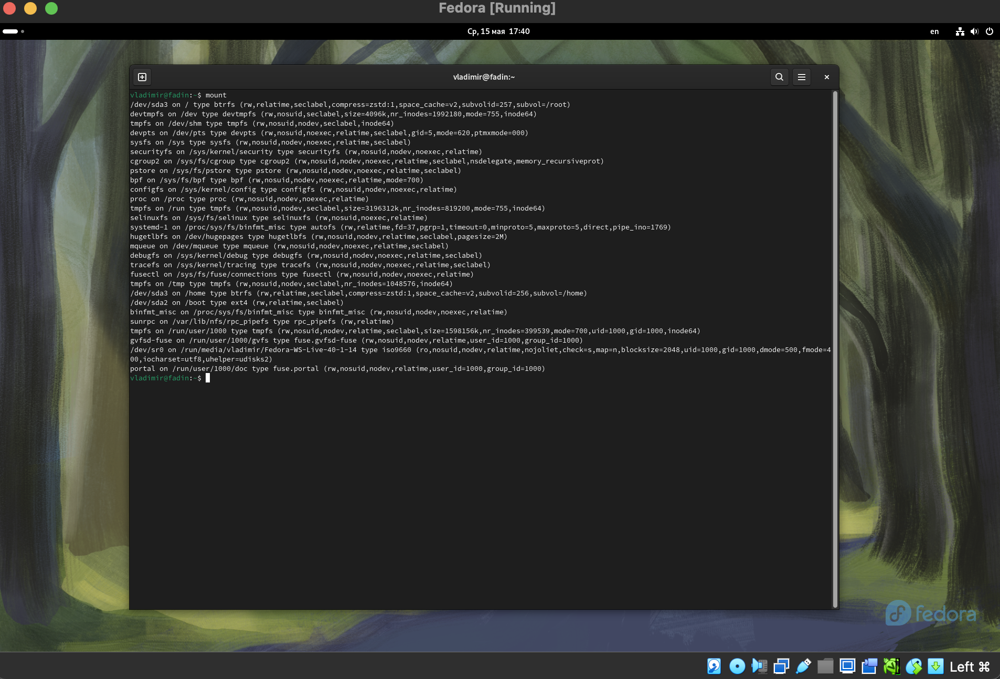 Fedora [Running]
Ср, 15 мая 17:40
en
vladimir@fadin:~
vladimir@fadin:~$ mount
/dev/sda3 on / type btrfs (rw,relatime,seclabel,compress=zstd:1,space_cache=v2,subvolid=257,subvol=/root)
devtmpfs on /dev type devtmpfs (rw,nosuid,seclabel,size=4096k,nr_inodes=1992180,mode=755,inode64)
tmpfs on /dev/shm type tmpfs (rw,nosuid,nodev,seclabel,inode64)
devpts on /dev/pts type devpts (rw,nosuid,noexec,relatime,seclabel,gid=5,mode=620,ptmxmode=000)
sysfs on /sys type sysfs (rw,nosuid,nodev,noexec,relatime,seclabel)
securityfs on /sys/kernel/security type securityfs (rw,nosuid,nodev,noexec,relatime)
cgroup2 on /sys/fs/cgroup type cgroup2 (rw,nosuid,nodev,noexec,relatime,seclabel,nsdelegate,memory_recursiveprot)
pstore on /sys/fs/pstore type pstore (rw,nosuid,nodev,noexec,relatime,seclabel)
bpf on /sys/fs/bpf type bpf (rw,nosuid,nodev,noexec,relatime,mode=700)
configfs on /sys/kernel/config type configfs (rw,nosuid,nodev,noexec,relatime)
proc on /proc type proc (rw,nosuid,nodev,noexec,relatime)
tmpfs on /run type tmpfs (rw,nosuid,nodev,seclabel,size=3196312k,nr_inodes=819200,mode=755,inode64)
selinuxfs on /sys/fs/selinux type selinuxfs (rw,nosuid,noexec,relatime)
systemd-1 on /proc/sys/fs/binfmt_misc type autofs (rw,relatime,fd=37,pgrp=1,timeout=0,minproto=5,maxproto=5,direct,pipe_ino=1769)
hugetlbfs on /dev/hugepages type hugetlbfs (rw,nosuid,nodev,relatime,seclabel,pagesize=2M)
mqueue on /dev/mqueue type mqueue (rw,nosuid,nodev,noexec,relatime,seclabel)
debugfs on /sys/kernel/debug type debugfs (rw,nosuid,nodev,noexec,relatime,seclabel)
tracefs on /sys/kernel/tracing type tracefs (rw,nosuid,nodev,noexec,relatime,seclabel)
fusectl on /sys/fs/fuse/connections type fusectl (rw,nosuid,nodev,noexec,relatime)
tmpfs on /tmp type tmpfs (rw,nosuid,nodev,seclabel,nr_inodes=1048576,inode64)
/dev/sda3 on /home type btrfs (rw,relatime,seclabel,compress=zstd:1,space_cache=v2,subvolid=256,subvol=/home)
/dev/sda2 on /boot type ext4 (rw,relatime,seclabel)
binfmt_misc on /proc/sys/fs/binfmt_misc type binfmt_misc (rw,nosuid,nodev,noexec,relatime)
sunrpc on /var/lib/nfs/rpc_pipefs type rpc_pipefs (rw,relatime)
tmpfs on /run/user/1000 type tmpfs (rw,nosuid,nodev,relatime,seclabel,size=1598156k,nr_inodes=399539,mode=700,uid=1000,gid=1000,inode64)
gvfsd-fuse on /run/user/1000/gvfs type fuse.gvfsd-fuse (rw,nosuid,nodev,relatime,user_id=1000,group_id=1000)
/dev/sr0 on /run/media/vladimir/Fedora-WS-Live-40-1-14 type iso9660 (ro,nosuid,nodev,relatime,nojoliet,check=s,map=n,blocksize=2048,uid=1000,gid=1000,dmode=500,fmode=4
00,iocharset=utf8,uhelper=udisks2)
portal on /run/user/1000/doc type fuse.portal (rw,nosuid,nodev,relatime,user_id=1000,group_id=1000)
vladimir@fadin:~$
fedora
Left ⌘